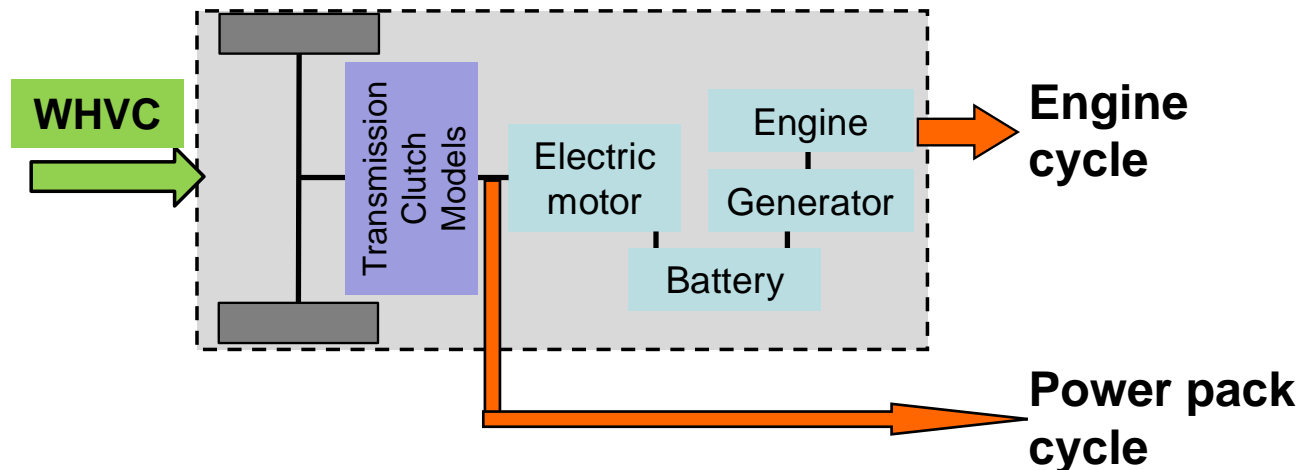 WHVC
Transmission
Clutch
Models
Electric
motor
Engine
Generator
Battery
Engine
cycle
Power pack
cycle